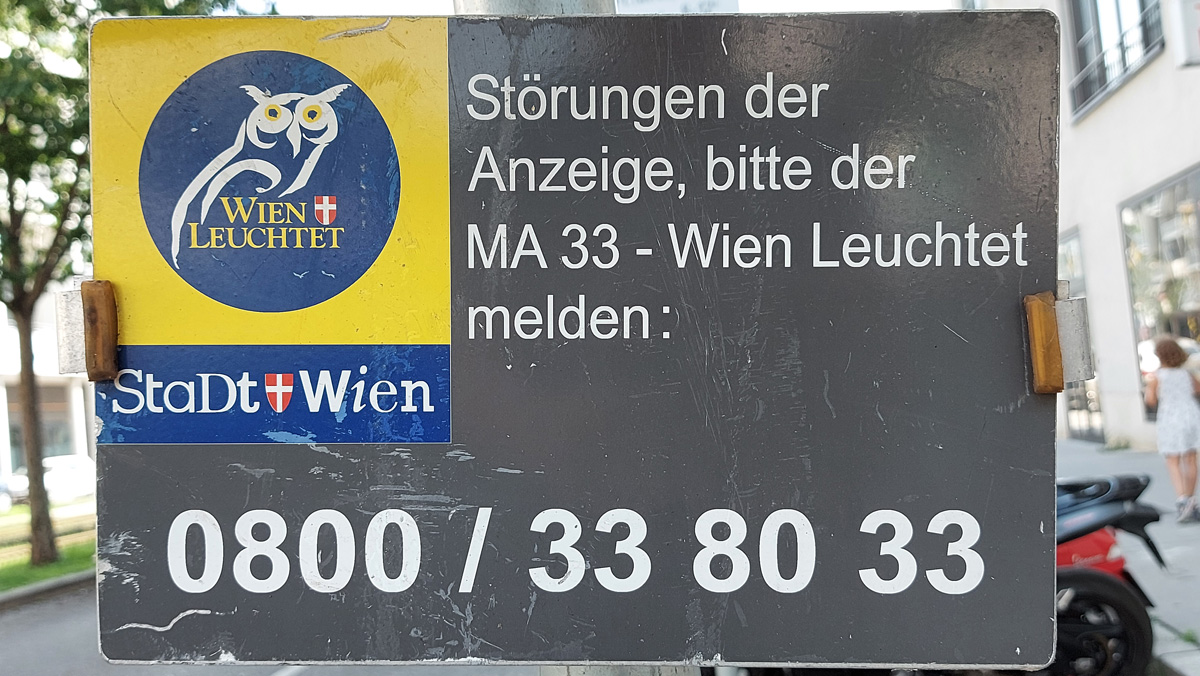 WIEN
LEUCHTET
StaDt Wien
Störungen der
Anzeige, bitte der
MA 33 - Wien Leuchtet
melden:
0800 / 33 80 33